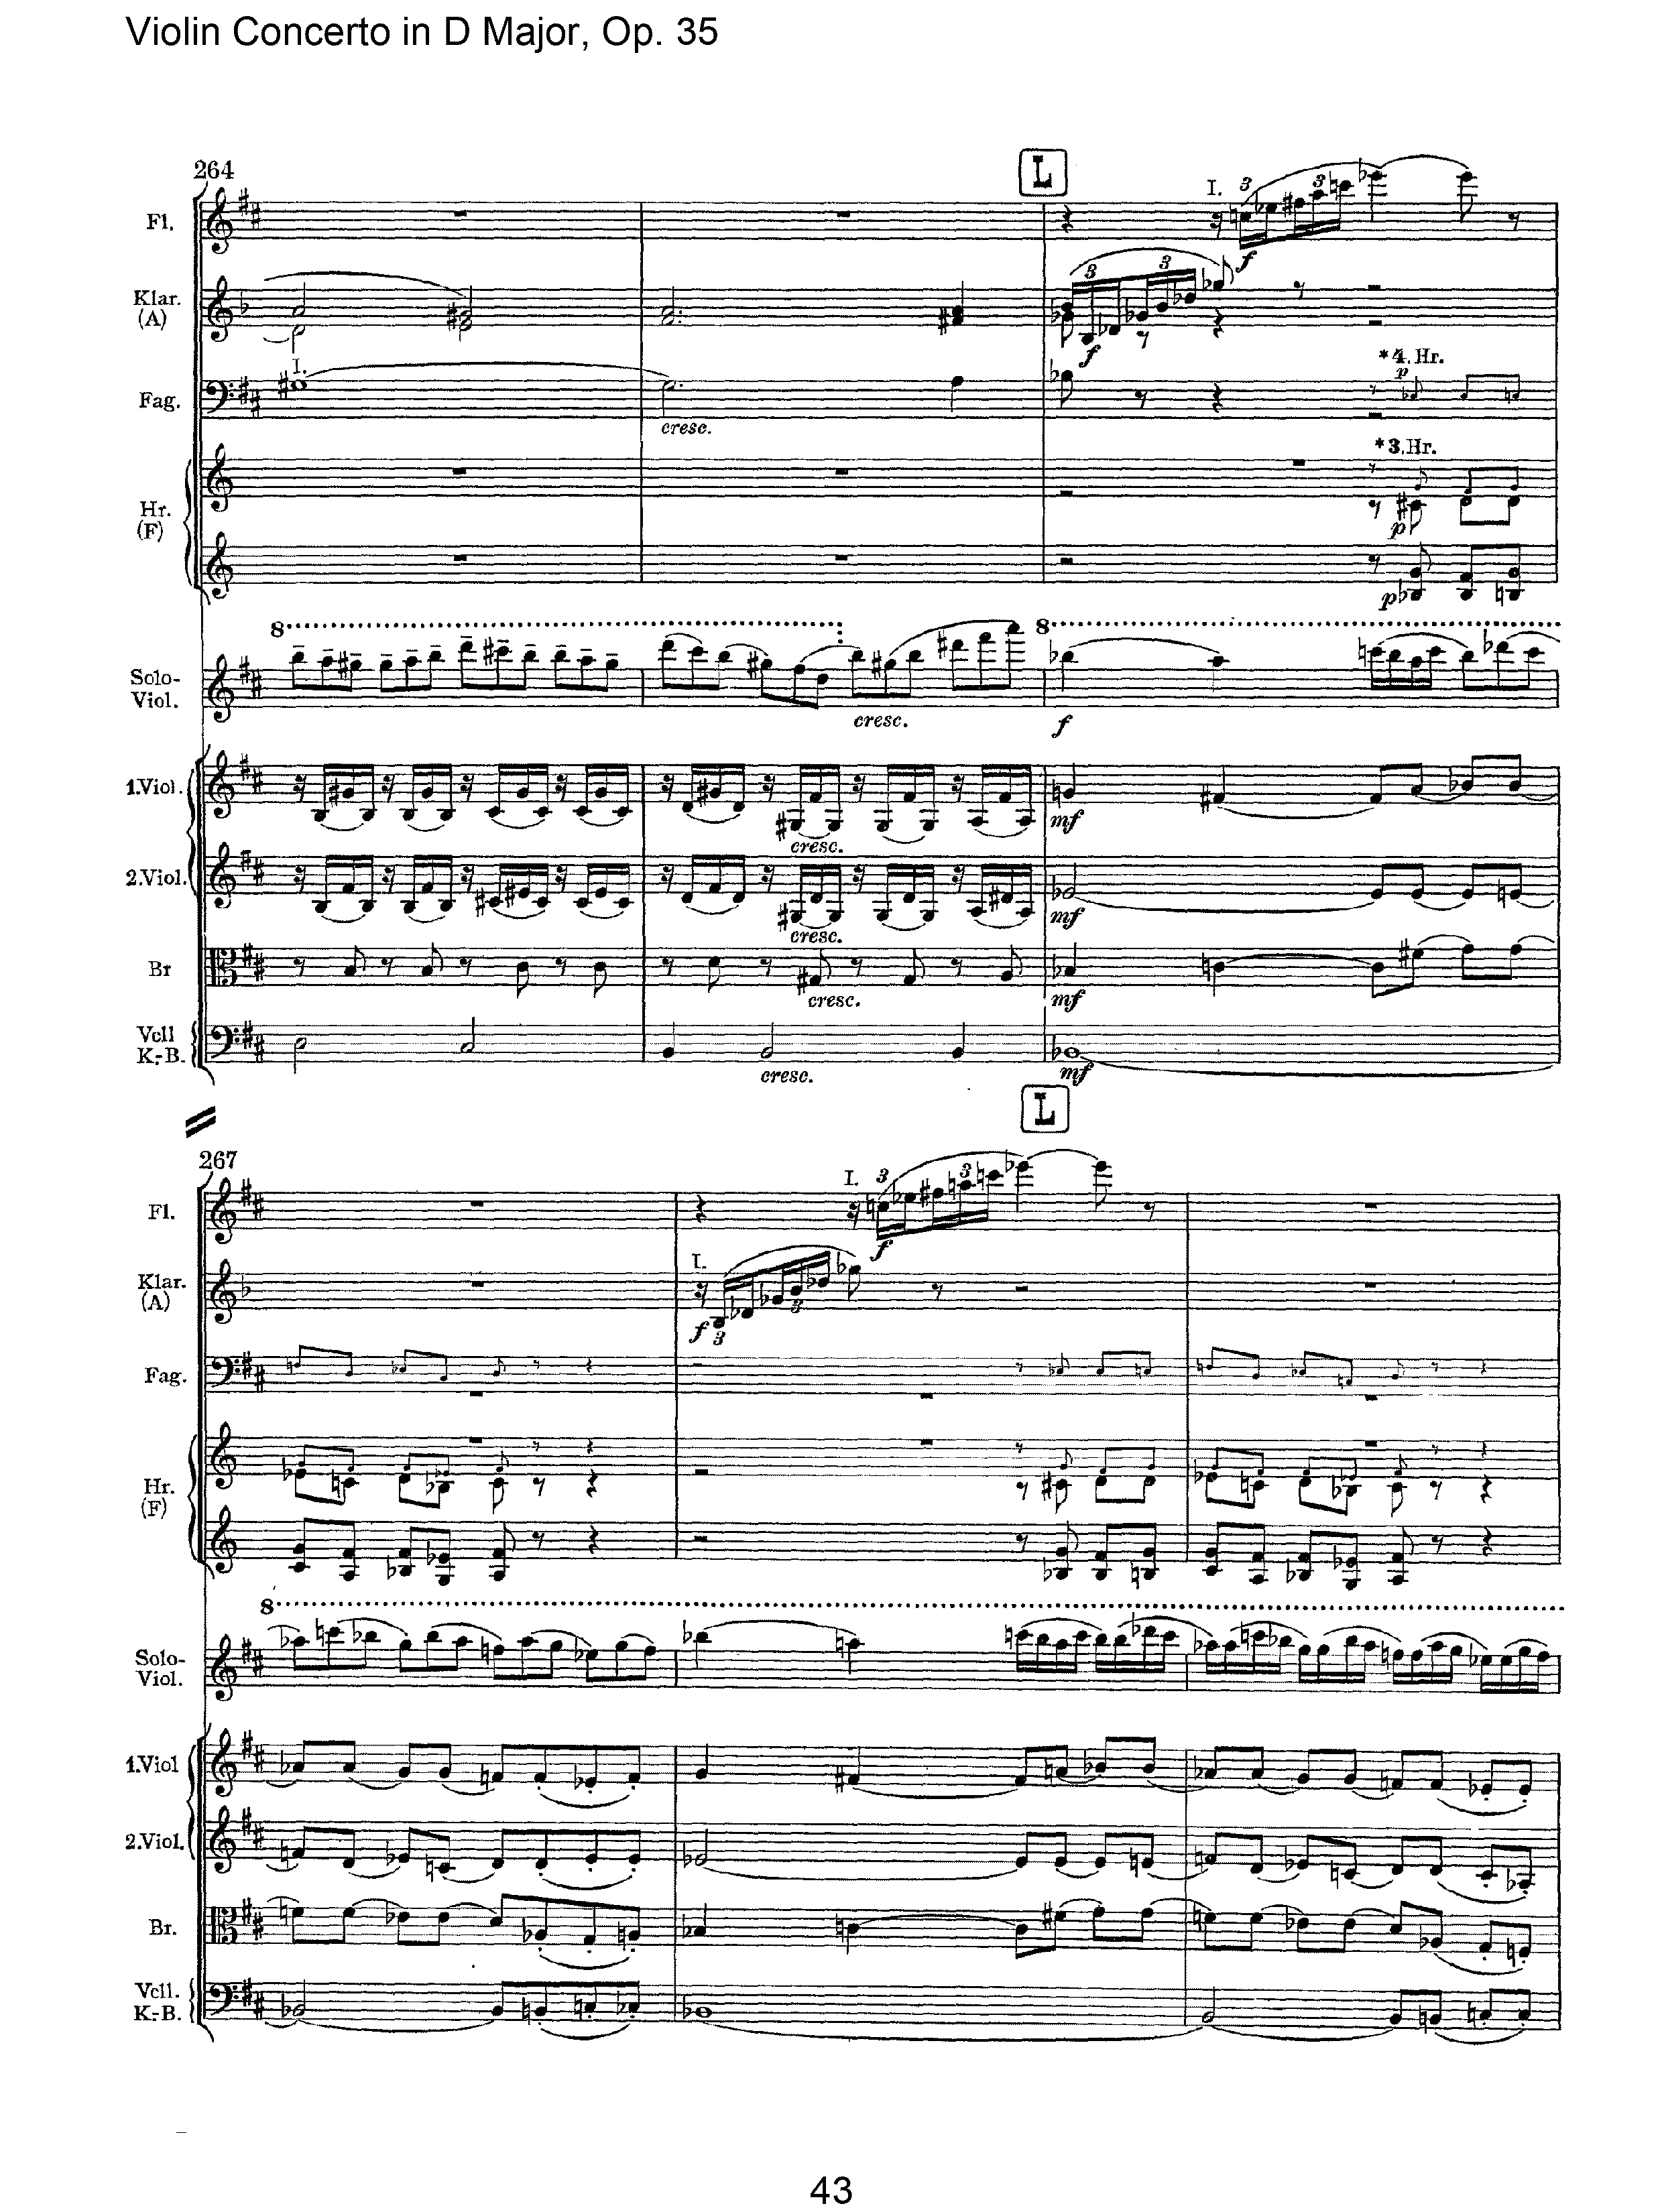 Violin Concerto in D Major, Op. 35
264
L
I. 3 3
Fl.
f
3 3
Klar.
(A)
f
I.
*4. Hr.
p
Fag.
cresc.
*3. Hr.
Hr.
(F)
p
p
8 8
Solo-
Viol.
cresc. f
1.Viol.
cresc. mf
2.Viol.
cresc. mf
Br
cresc. mf
Vcll
K.-B.
cresc. mf
L
267
I. 3 3
Fl.
f
I.
Klar.
(A)
f 3 3
Fag.
Hr.
(F)
8
Solo-
Viol.
1.Viol
2.Viol.
Br.
Vcll.
K.-B.
43